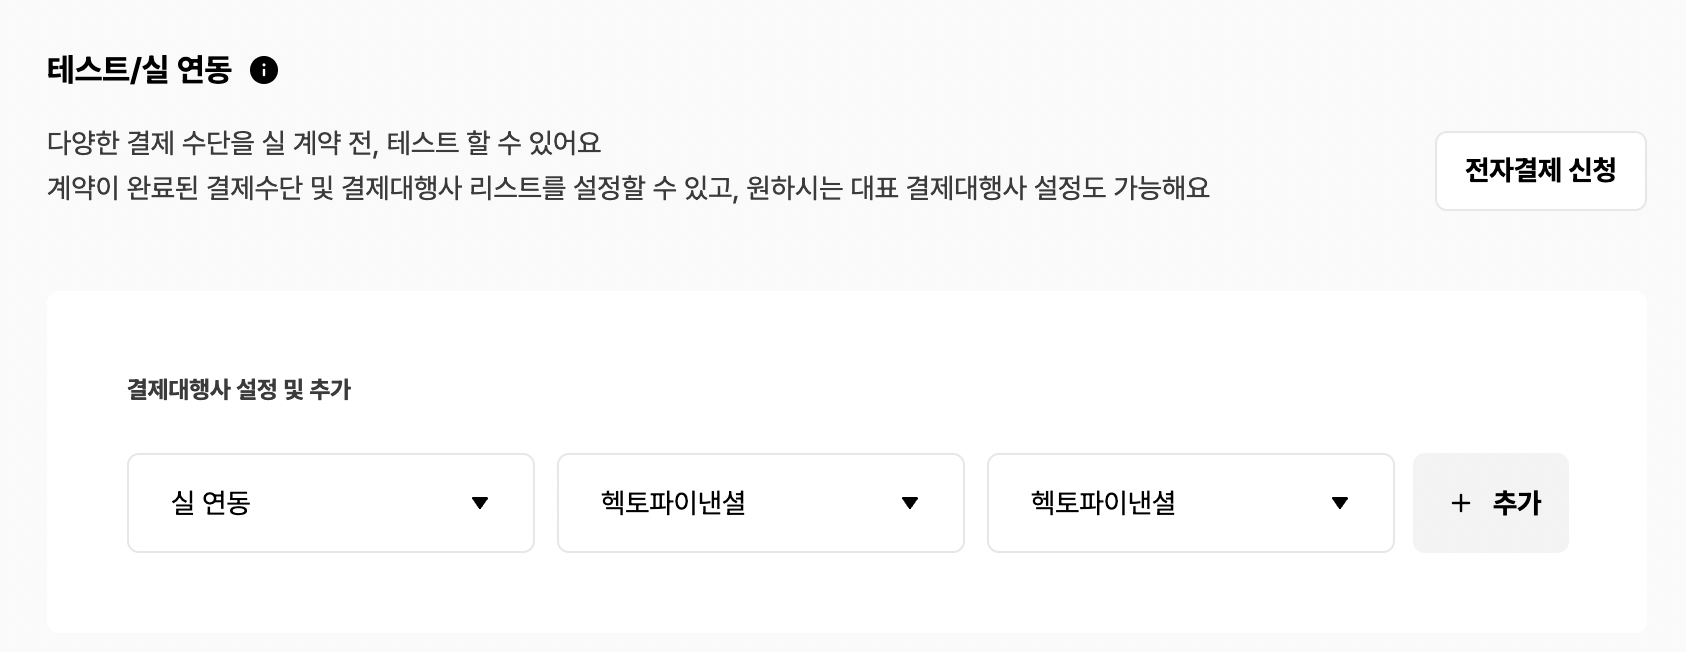 테스트/실 연동
다양한 결제 수단을 실 계약 전, 테스트 할 수 있어요
계약이 완료된 결제수단 및 결제대행사 리스트를 설정할 수 있고, 원하시는 대표 결제대행사 설정도 가능해요
전자결제 신청
결제대행사 설정 및 추가
실 연동
헥토파이낸셜
헥토파이낸셜
+ 추가